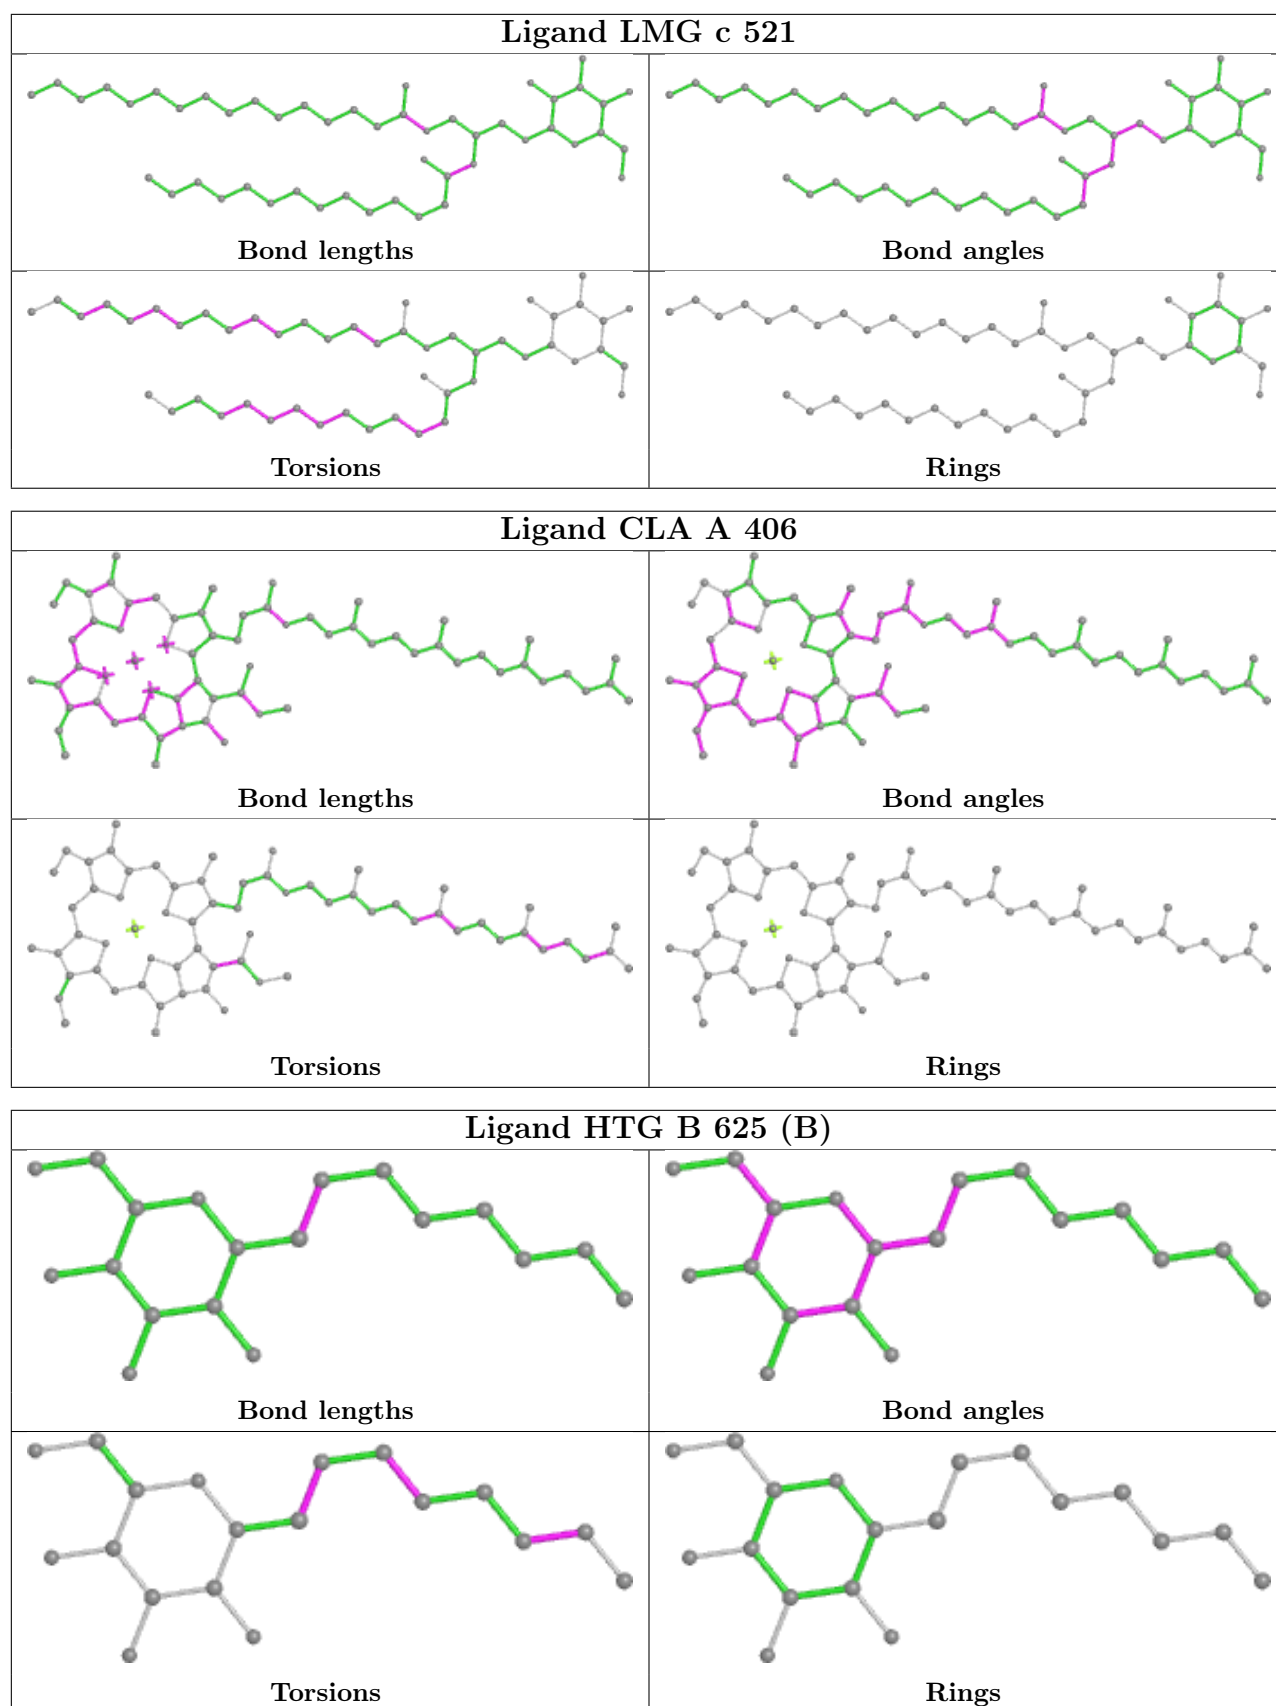 Ligand LMG c 521
Bond lengths
Bond angles
Torsions
Rings
Ligand CLA A 406
Bond lengths
Bond angles
Torsions
Rings
Ligand HTG B 625 (B)
Bond lengths
Bond angles
Torsions
Rings